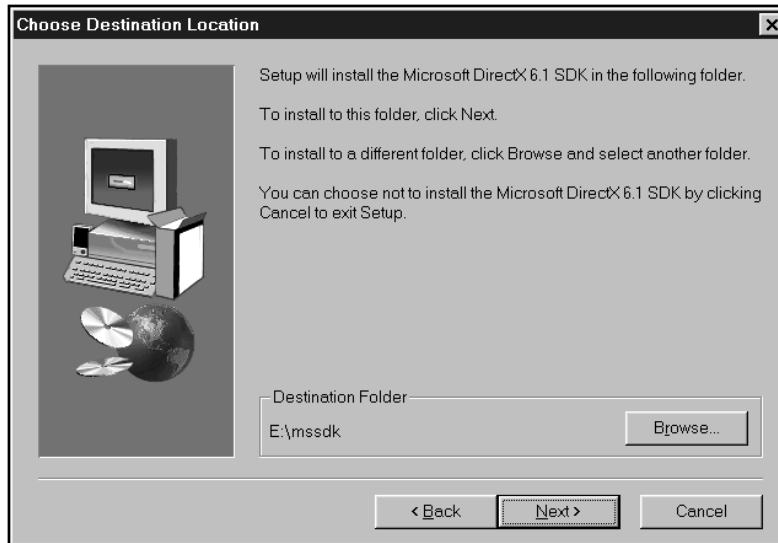 Choose Destination Location
Setup will install the Microsoft DirectX 6.1 SDK in the following folder.
To install to this folder, click Next.
To install to a different folder, click Browse and select another folder.
You can choose not to install the Microsoft DirectX 6.1 SDK by clicking
Cancel to exit Setup.
Destination Folder
E:\mssdk
Browse...
< Back
Next >
Cancel